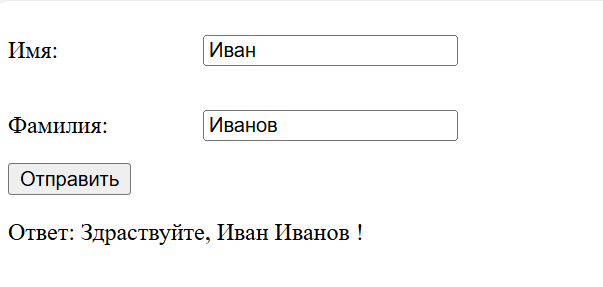 Имя: Иван
Фамилия: Иванов
Отправить
Ответ: Здраствуйте, Иван Иванов !